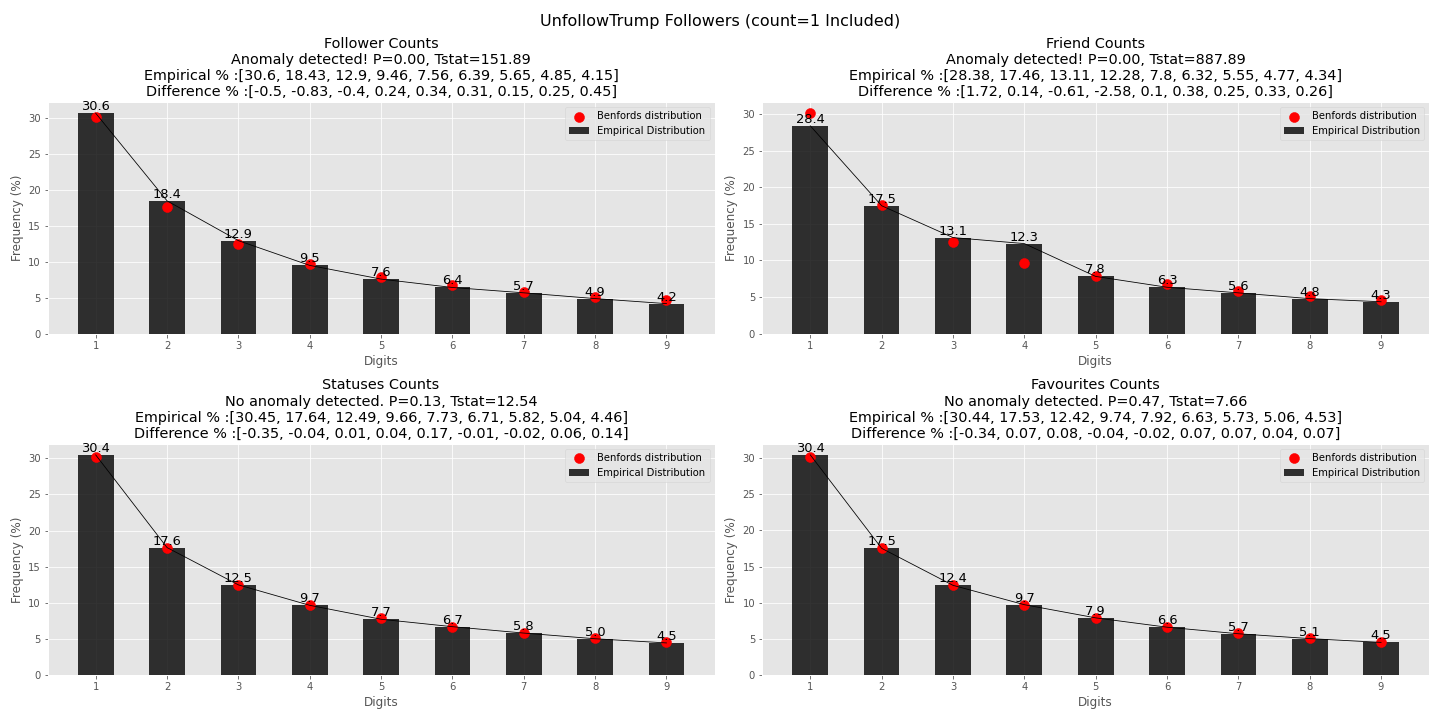 UnfollowTrump Followers (count=1 Included)
Follower Counts
Anomaly detected! P=0.00, Tstat=151.89
Empirical % :[30.6, 18.43, 12.9, 9.46, 7.56, 6.39, 5.65, 4.85, 4.15]
Difference % :[-0.5, -0.83, -0.4, 0.24, 0.34, 0.31, 0.15, 0.25, 0.45]
Benfords distribution
Empirical Distribution
30.6
18.4
12.9
9.5
7.6
6.4
5.7
4.9
4.2
30
25
20
15
10
5
0
Frequency (%)
1 2 3 4 5 6 7 8 9
Digits
Friend Counts
Anomaly detected! P=0.00, Tstat=887.89
Empirical % :[28.38, 17.46, 13.11, 12.28, 7.8, 6.32, 5.55, 4.77, 4.34]
Difference % :[1.72, 0.14, -0.61, -2.58, 0.1, 0.38, 0.25, 0.33, 0.26]
Benfords distribution
Empirical Distribution
28.4
17.5
13.1
12.3
7.8
6.3
5.6
4.8
4.3
30
25
20
15
10
5
0
Frequency (%)
1 2 3 4 5 6 7 8 9
Digits
Statuses Counts
No anomaly detected. P=0.13, Tstat=12.54
Empirical % :[30.45, 17.64, 12.49, 9.66, 7.73, 6.71, 5.82, 5.04, 4.46]
Difference % :[-0.35, -0.04, 0.01, 0.04, 0.17, -0.01, -0.02, 0.06, 0.14]
Benfords distribution
Empirical Distribution
30.4
17.6
12.5
9.7
7.7
6.7
5.8
5.0
4.5
30
25
20
15
10
5
0
Frequency (%)
1 2 3 4 5 6 7 8 9
Digits
Favourites Counts
No anomaly detected. P=0.47, Tstat=7.66
Empirical % :[30.44, 17.53, 12.42, 9.74, 7.92, 6.63, 5.73, 5.06, 4.53]
Difference % :[-0.34, 0.07, 0.08, -0.04, -0.02, 0.07, 0.07, 0.04, 0.07]
Benfords distribution
Empirical Distribution
30.4
17.5
12.4
9.7
7.9
6.6
5.7
5.1
4.5
30
25
20
15
10
5
0
Frequency (%)
1 2 3 4 5 6 7 8 9
Digits